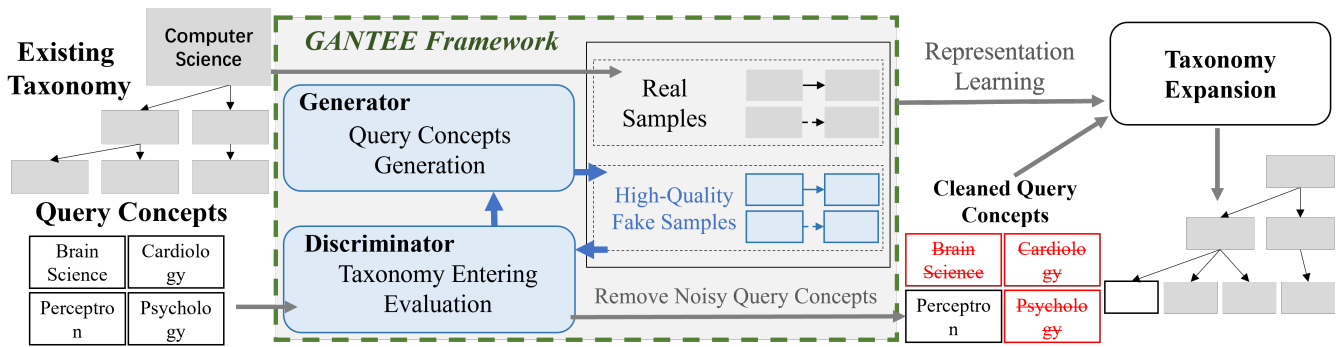 Existing
Taxonomy
Computer
Science
Query Concepts
Brain
Science
Cardiolo
gy
Perceptro
n
Psycholo
gy
GANTEE Framework
Generator
Query Concepts
Generation
Discriminator
Taxonomy Entering
Evaluation
Real
Samples
High-Quality
Fake Samples
Remove Noisy Query Concepts
Representation
Learning
Taxonomy
Expansion
Cleaned Query
Concepts
Brain
Science
Cardiolo
gy
Perceptro
n
Psycholo
gy